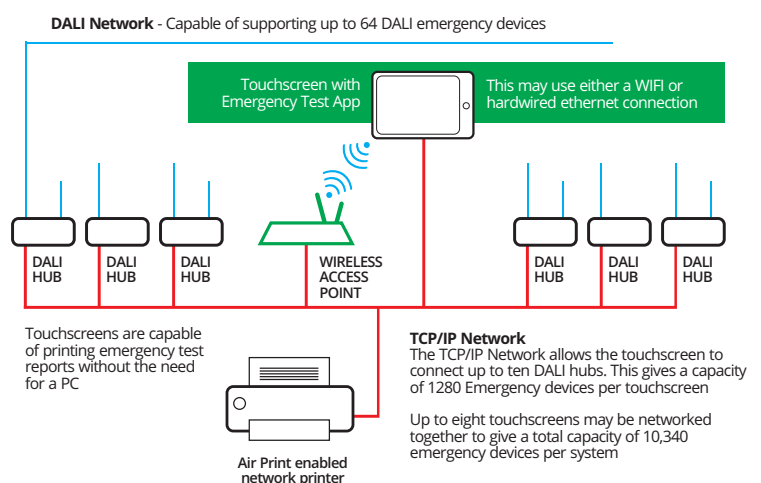 DALI Network - Capable of supporting up to 64 DALI emergency devices
Touchscreen with
Emergency Test App
This may use either a WIFI or
hardwired ethernet connection
DALI
HUB
DALI
HUB
DALI
HUB
WIRELESS
ACCESS
POINT
DALI
HUB
DALI
HUB
DALI
HUB
Touchscreens are capable
of printing emergency test
reports without the need
for a PC
TCP/IP Network
The TCP/IP Network allows the touchscreen to
connect up to ten DALI hubs. This gives a capacity
of 1280 Emergency devices per touchscreen
Up to eight touchscreens may be networked
together to give a total capacity of 10,340
emergency devices per system
Air Print enabled
network printer